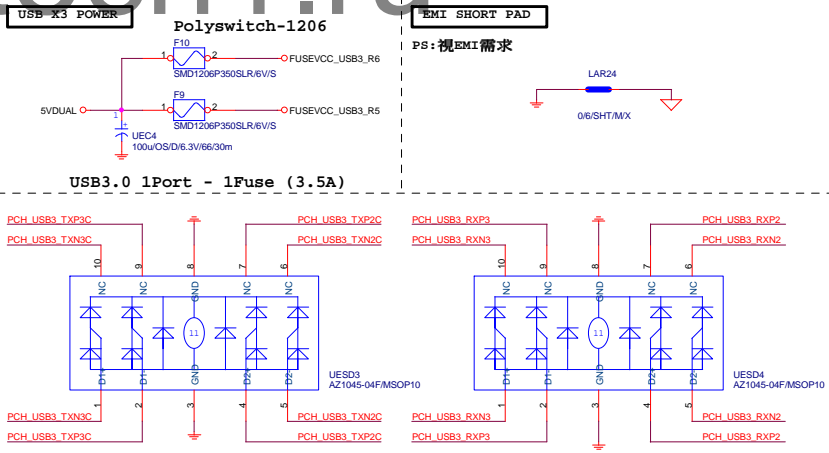 USB X3 POWER
Polyswitch-1206
F10
1
2
FUSEVCC_USB3_R6
SMD1206P350SLR/6V/S
F9
5VDUAL
1
2
FUSEVCC_USB3_R5
SMD1206P350SLR/6V/S
1
+
UEC4
100u/OS/D/6.3V/66/30m
USB3.0 1Port - 1Fuse (3.5A)
EMI SHORT PAD
PS:視EMI需求
LAR24
0/6/SHT/M/X
PCH_USB3_TXP3C
PCH_USB3_TXP2C
PCH_USB3_TXN3C
PCH_USB3_TXN2C
10
9
8
7
6
NC
NC
GND
NC
NC
11
D1+
D1-
GND
D2+
D2-
UESD3
AZ1045-04F/MSOP10
1
2
3
4
5
PCH_USB3_TXN3C
PCH_USB3_TXN2C
PCH_USB3_TXP3C
PCH_USB3_TXP2C
PCH_USB3_RXP3
PCH_USB3_RXP2
PCH_USB3_RXN3
PCH_USB3_RXN2
10
9
8
7
6
NC
NC
GND
NC
NC
11
D1+
D1-
GND
D2+
D2-
UESD4
AZ1045-04F/MSOP10
1
2
3
4
5
PCH_USB3_RXN3
PCH_USB3_RXN2
PCH_USB3_RXP3
PCH_USB3_RXP2